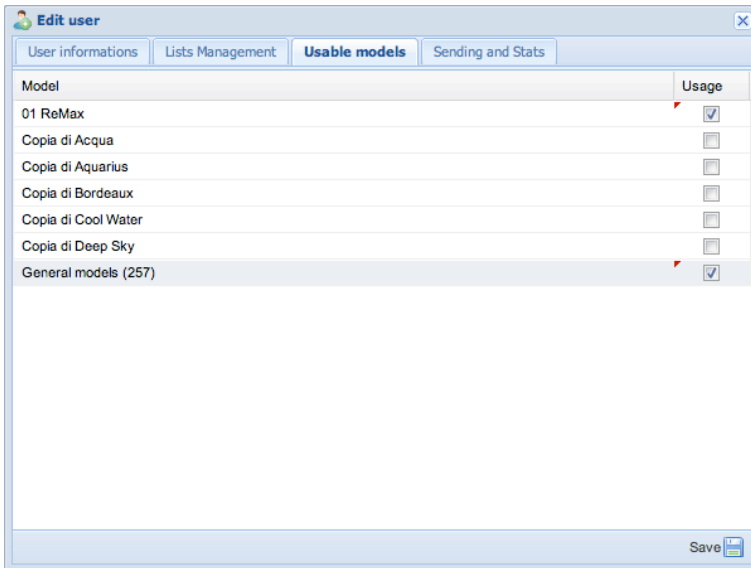 Edit user
User informations Lists Management Usable models Sending and Stats
Model Usage
01 ReMax
Copia di Acqua
Copia di Aquarius
Copia di Bordeaux
Copia di Cool Water
Copia di Deep Sky
General models (257)
Save